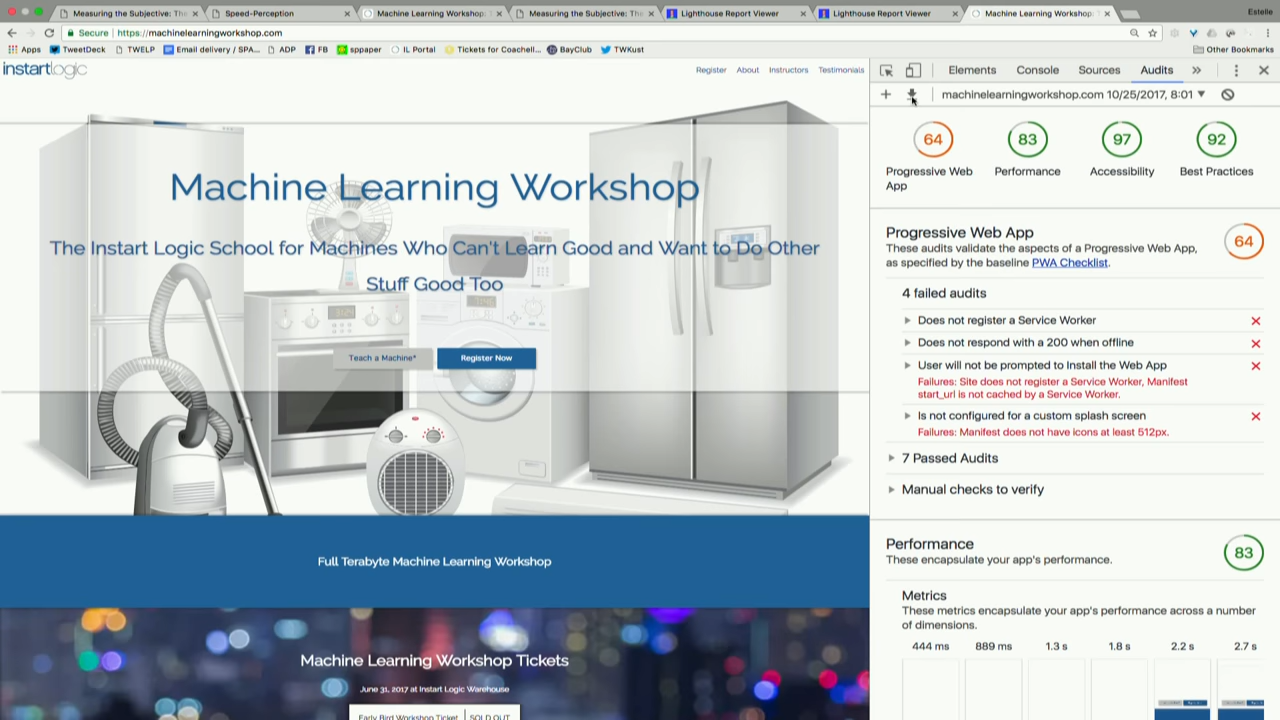 Measuring the Subjective: The
Speed-Perception
Machine Learning Workshop:
Measuring the Subjective: The
Lighthouse Report Viewer
Lighthouse Report Viewer
Machine Learning Workshop:
Estelle
Secure
https://machinelearningworkshop.com
Apps
TweetDeck
TWELP
Email delivery / SPA...
ADP
FB
sppaper
IL Portal
Tickets for Coachell...
BayClub
TWKust
Other Bookmarks
instartlogic
Register
About
Instructors
Testimonials
Machine Learning Workshop
The Instart Logic School for Machines Who Can't Learn Good and Want to Do Other
Stuff Good Too
Teach a Machine*
Register Now
Full Terabyte Machine Learning Workshop
Machine Learning Workshop Tickets
June 31, 2017 at Instart Logic Warehouse
Early Bird Workshop Ticket
SOLD OUT
Elements
Console
Sources
Audits
machinelearningworkshop.com 10/25/2017, 8:01
64
83
97
92
Progressive Web
App
Performance
Accessibility
Best Practices
Progressive Web App
These audits validate the aspects of a Progressive Web App,
as specified by the baseline PWA Checklist.
64
4 failed audits
Does not register a Service Worker
Does not respond with a 200 when offline
User will not be prompted to Install the Web App
Failures: Site does not register a Service Worker, Manifest
start_url is not cached by a Service Worker.
Is not configured for a custom splash screen
Failures: Manifest does not have icons at least 512px.
7 Passed Audits
Manual checks to verify
Performance
These encapsulate your app's performance.
83
Metrics
These metrics encapsulate your app's performance across a number
of dimensions.
444 ms
889 ms
1.3 s
1.8 s
2.2 s
2.7 s